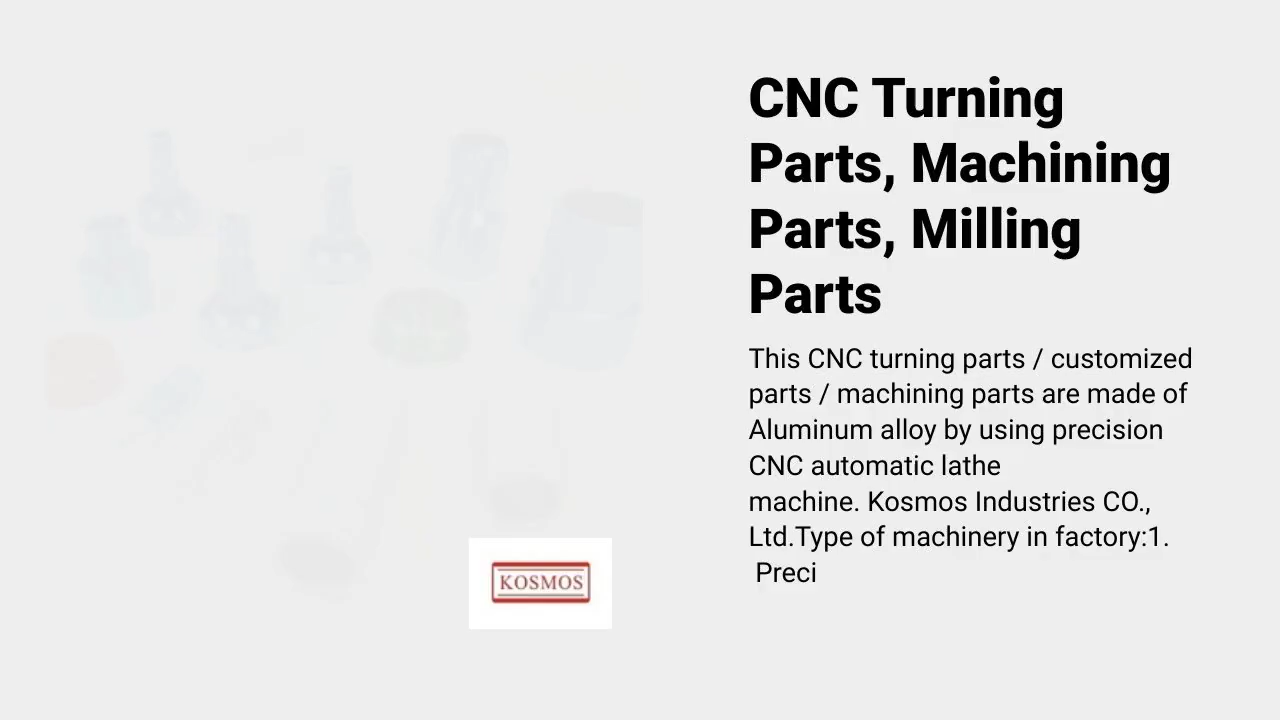 CNC Turning
Parts, Machining
Parts, Milling
Parts
This CNC turning parts / customized
parts / machining parts are made of
Aluminum alloy by using precision
CNC automatic lathe
machine. Kosmos Industries CO.,
Ltd.Type of machinery in factory:1.
Preci
KOSMOS